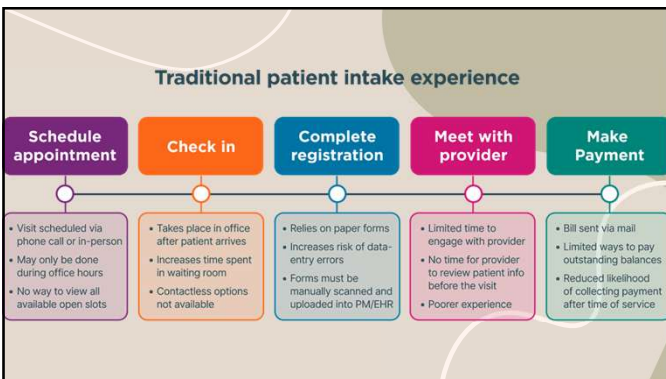 Traditional patient intake experience
Schedule
appointment
• Visit scheduled via
phone call or in-person
• May only be done
during office hours
• No way to view all
available open slots
Check in
• Takes place in office
after patient arrives
• Increases time spent
in waiting room
• Contactless options
not available
Complete
registration
• Relies on paper forms
• Increases risk of data-
entry errors
• Forms must be
manually scanned and
uploaded into PM/EHR
Meet with
provider
• Limited time to
engage with provider
• No time for provider
to review patient info
before the visit
• Poorer experience
Make
Payment
• Bill sent via mail
• Limited ways to pay
outstanding balances
• Reduced likelihood
of collecting payment
after time of service